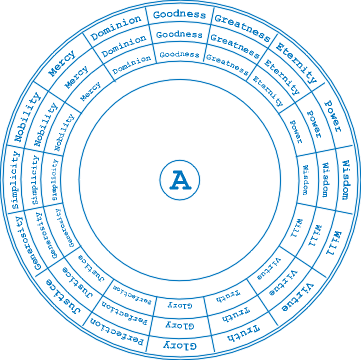 Goodness Greatness Eternity Power Wisdom Will Virtue Truth Glory Perfection Justice Generosity Simplicity Nobility Mercy Dominion
Goodness Greatness Eternity Power Wisdom Will Virtue Truth Glory Perfection Justice Generosity Simplicity Nobility Mercy Dominion
Goodness Greatness Eternity Power Wisdom Will Virtue Truth Glory Perfection Justice Generosity Simplicity Nobility Mercy Dominion
A